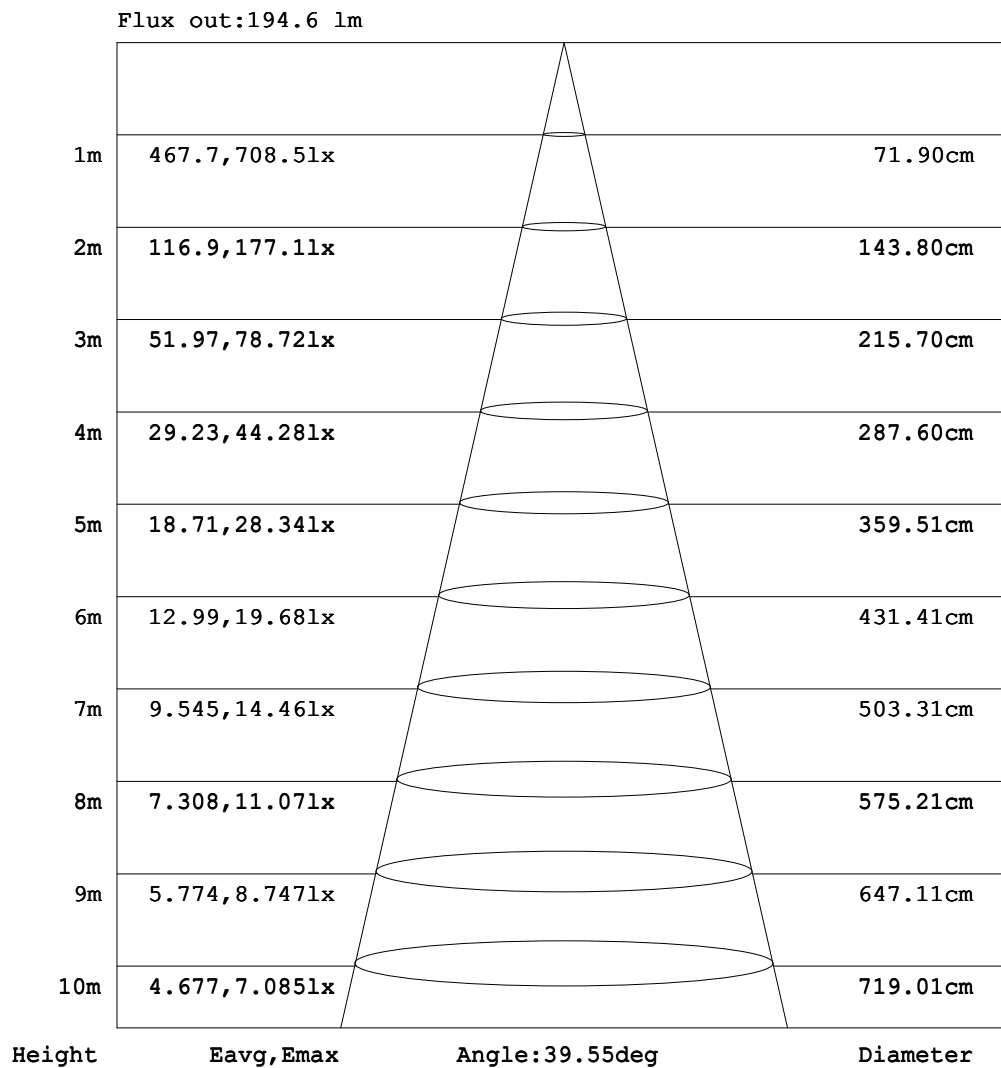 Flux out:194.6 lm
1m 467.7,708.5lx 71.90cm
2m 116.9,177.1lx 143.80cm
3m 51.97,78.72lx 215.70cm
4m 29.23,44.28lx 287.60cm
5m 18.71,28.34lx 359.51cm
6m 12.99,19.68lx 431.41cm
7m 9.545,14.46lx 503.31cm
8m 7.308,11.07lx 575.21cm
9m 5.774,8.747lx 647.11cm
10m 4.677,7.085lx 719.01cm
Height Eavg,Emax Angle:39.55deg Diameter